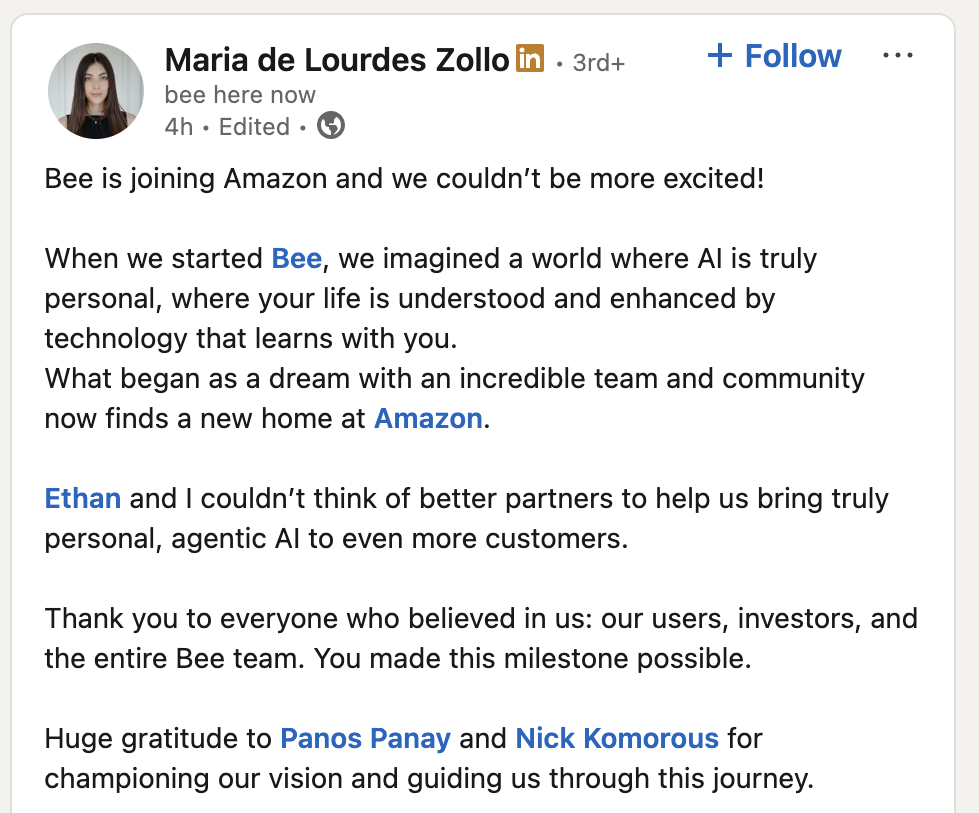 Maria de Lourdes Zollo in • 3rd+
+ Follow
bee here now
4h • Edited •
Bee is joining Amazon and we couldn’t be more excited!
When we started Bee, we imagined a world where AI is truly
personal, where your life is understood and enhanced by
technology that learns with you.
What began as a dream with an incredible team and community
now finds a new home at Amazon.
Ethan and I couldn’t think of better partners to help us bring truly
personal, agentic AI to even more customers.
Thank you to everyone who believed in us: our users, investors, and
the entire Bee team. You made this milestone possible.
Huge gratitude to Panos Panay and Nick Komorous for
championing our vision and guiding us through this journey.